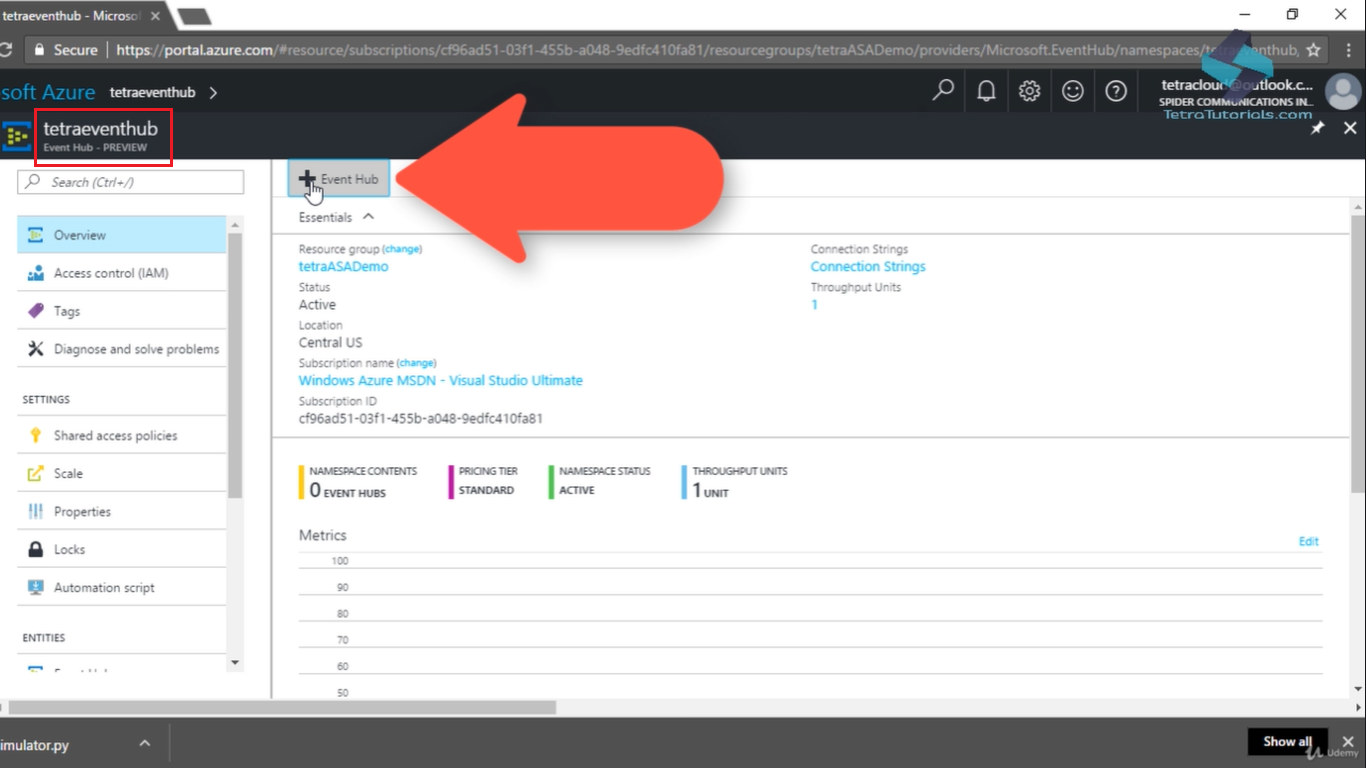 tetraeventhub - Microso
Secure
https://portal.azure.com/#resource/subscriptions/cf96ad51-03f1-455b-a048-9edfc410fa81/resourcegroups/tetraASADemo/providers/Microsoft.EventHub/namespaces/tetraeventhub,
soft Azure tetraeventhub >
tetracloud@outlook.c...
SPIDER COMMUNICATIONS IN...
TetraTutorials.com
tetraeventhub
Event Hub - PREVIEW
Search (Ctrl+/)
Overview
Access control (IAM)
Tags
Diagnose and solve problems
SETTINGS
Shared access policies
Scale
Properties
Locks
Automation script
ENTITIES
Event Hub
Essentials
Resource group (change)
tetraASADemo
Status
Active
Location
Central US
Subscription name (change)
Windows Azure MSDN - Visual Studio Ultimate
Subscription ID
cf96ad51-03f1-455b-a048-9edfc410fa81
Connection Strings
Connection Strings
Throughput Units
1
NAMESPACE CONTENTS
0 EVENT HUBS
PRICING TIER
STANDARD
NAMESPACE STATUS
ACTIVE
THROUGHPUT UNITS
1 UNIT
Metrics
Edit
100
90
80
70
60
50
imulator.py
Show all
Udemy